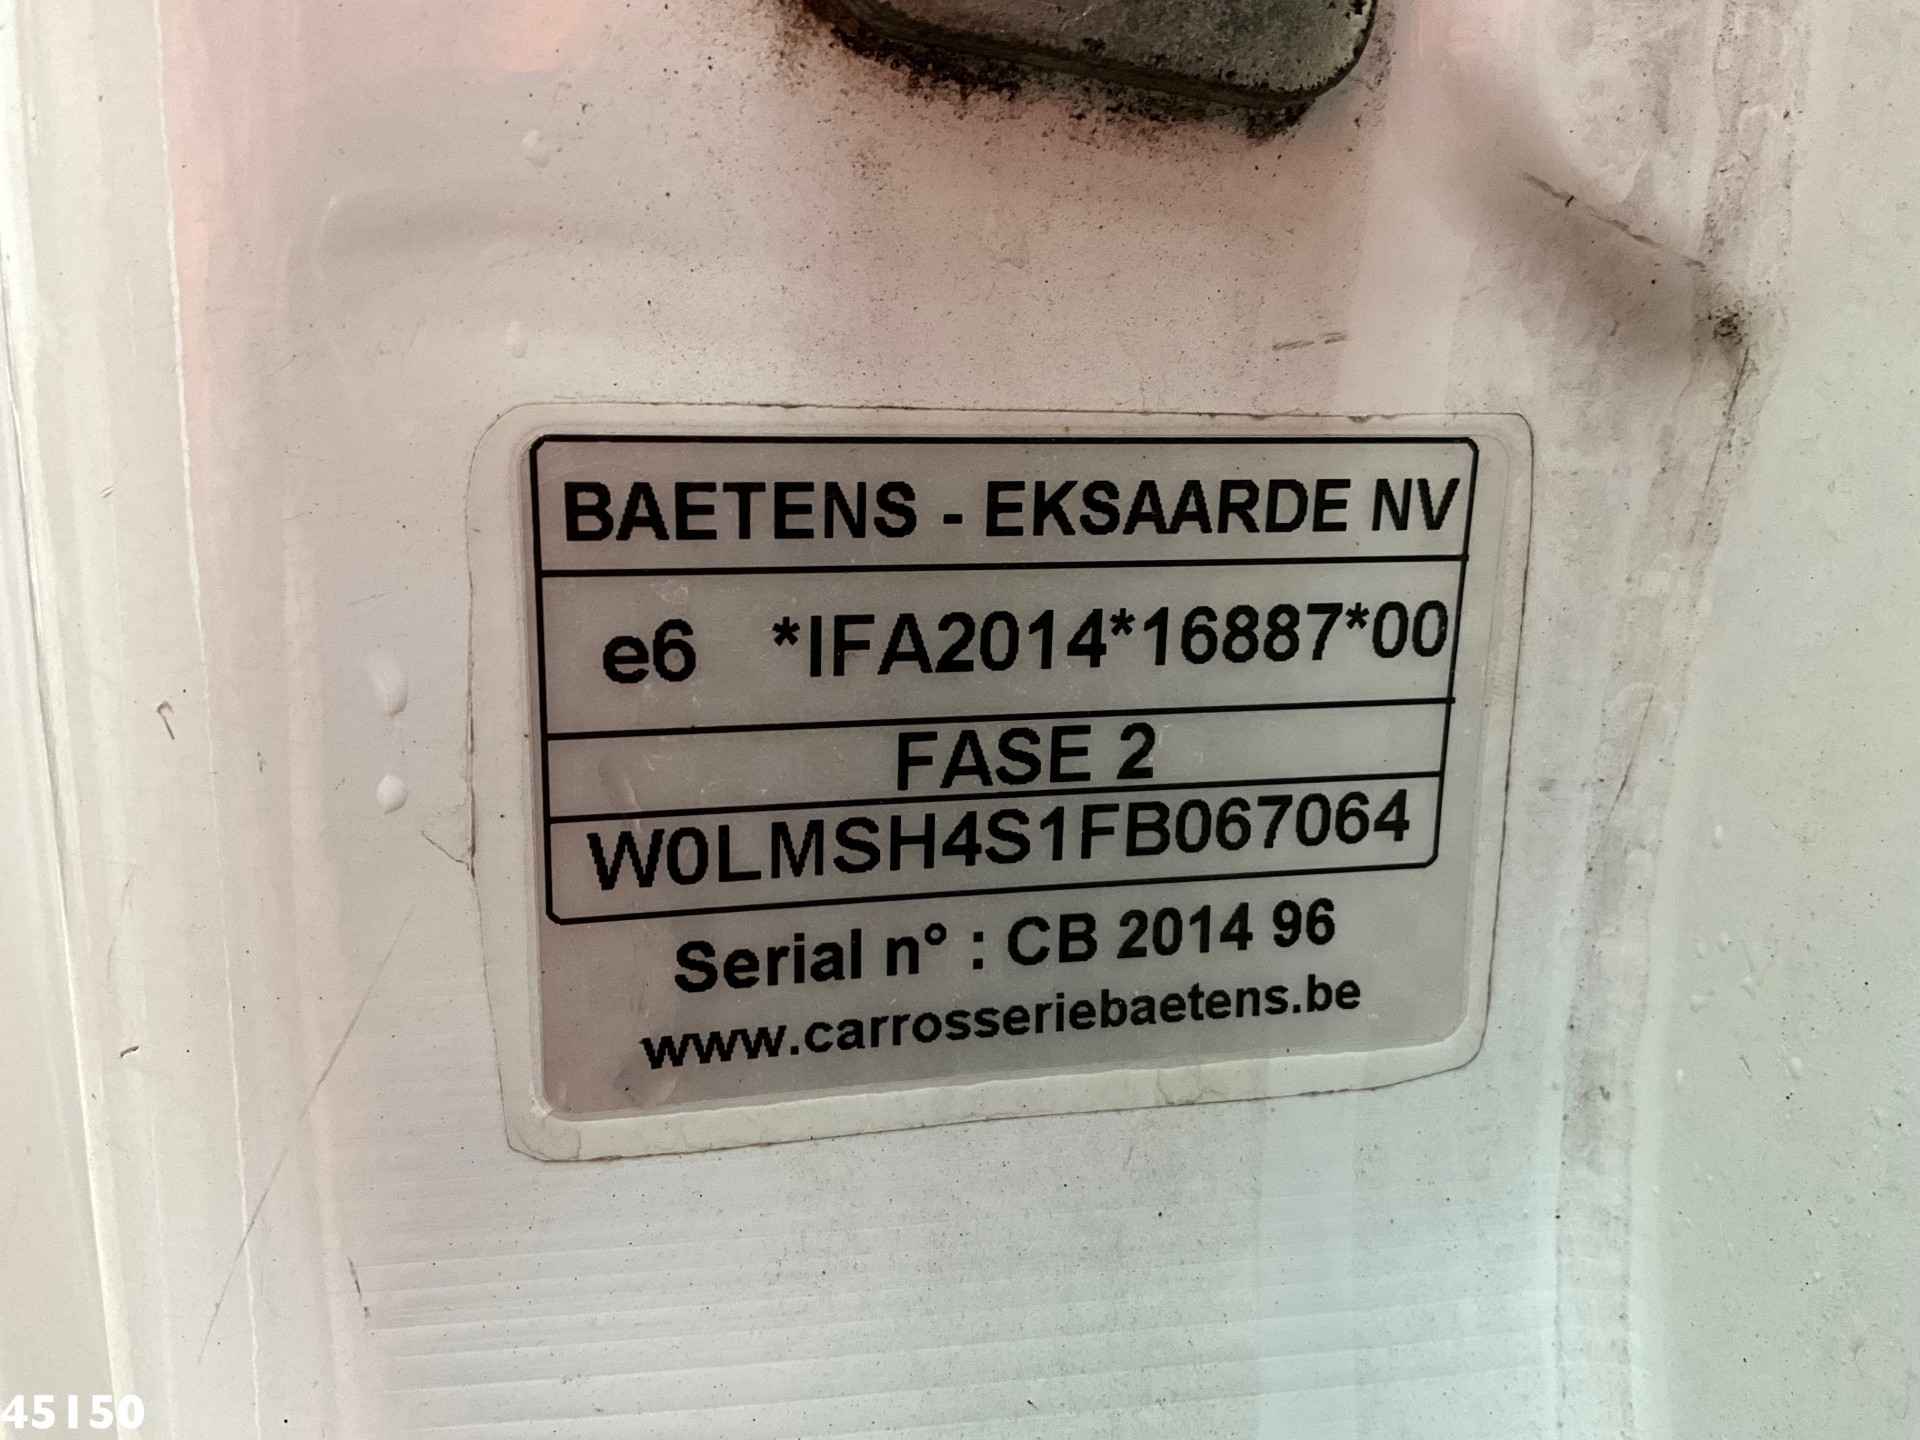 BAETENS - EKSAARDE NV
e6 *IFA2014*16887*00
FASE 2
W0LMSH4S1FB067064
Serial n° : CB 2014 96
www.carrosseriebaetens.be
45150